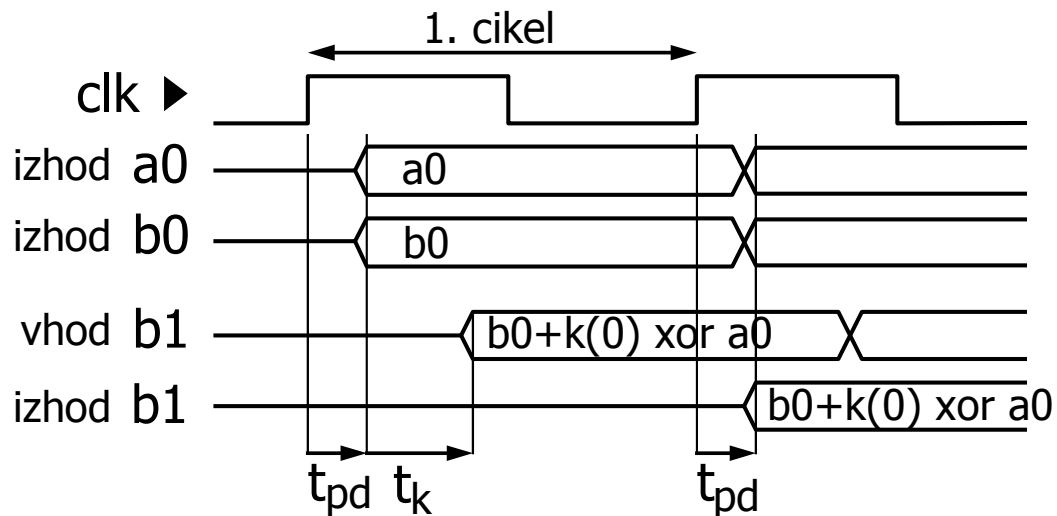 1. cikel
clk
izhod a0 a0
izhod b0 b0
vhod b1 b0+k(0) xor a0
izhod b1 b0+k(0) xor a0
tpd tk tpd